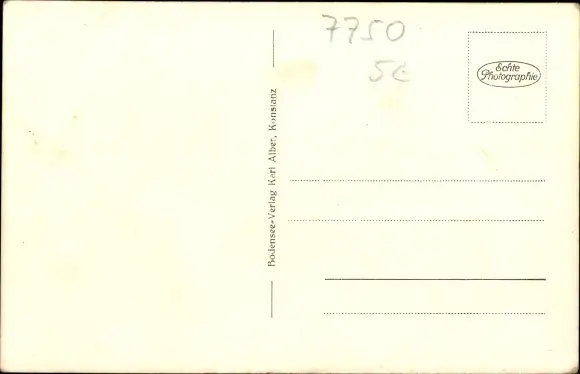 7750
5€
Echte
Photographie
Bodensee-Verlag Karl Alber, Konstanz